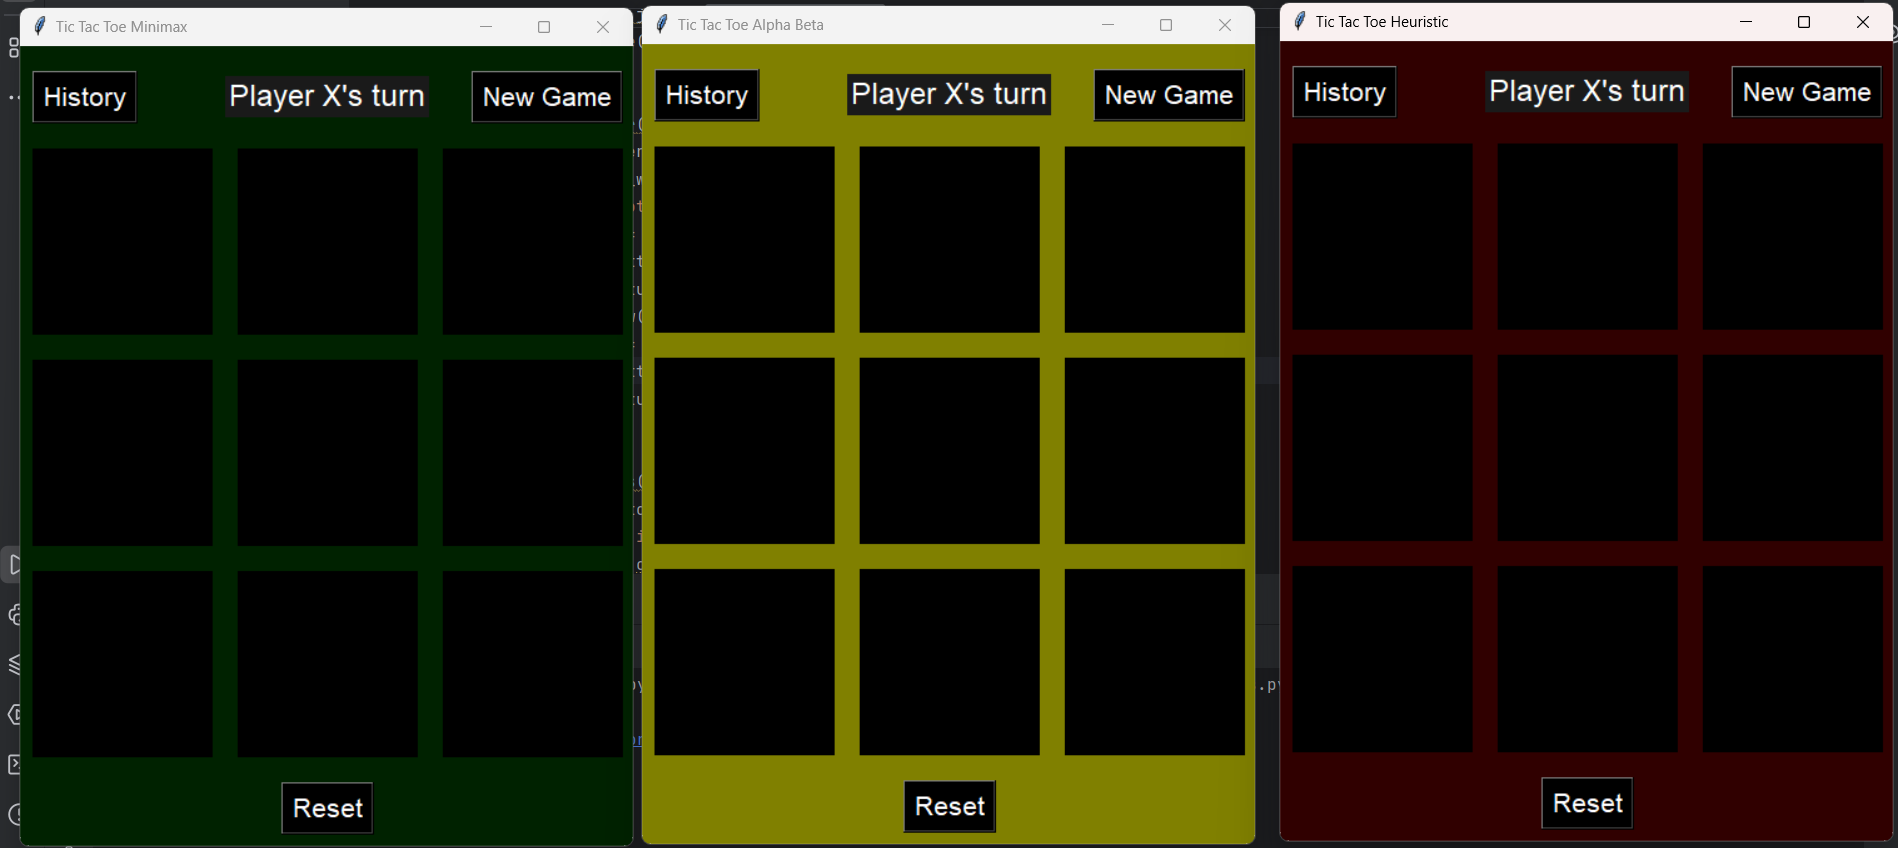 Tic Tac Toe Minimax
History
Player X's turn
New Game
Reset
Tic Tac Toe Alpha Beta
History
Player X's turn
New Game
Reset
Tic Tac Toe Heuristic
History
Player X's turn
New Game
Reset
.py